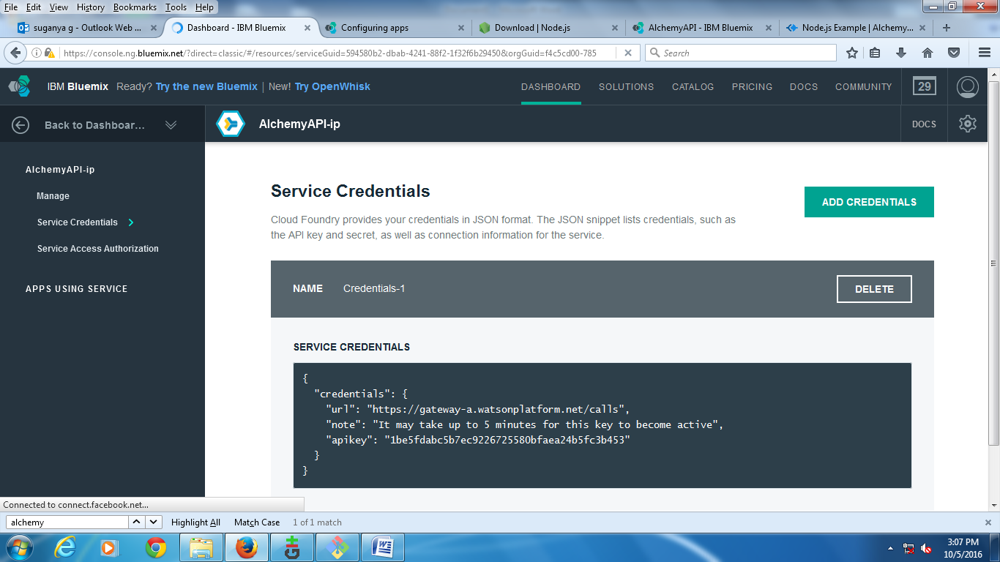 File Edit View History Bookmarks Tools Help
suganya g - Outlook Web ... Dashboard - IBM Bluemix Configuring apps Download | Node.js AlchemyAPI - IBM Bluemix Node.js Example | Alchemy...
https://console.ng.bluemix.net/?direct=classic/#/resources/serviceGuid=594580c2-dbab-4241-88f2-1f32f6b29450&orgGuid=f4c5cd00-785 Search
IBM Bluemix Ready? Try the new Bluemix | New! Try OpenWhisk DASHBOARD SOLUTIONS CATALOG PRICING DOCS COMMUNITY 29
Back to Dashboar... AlchemyAPI-ip DOCS
AlchemyAPI-ip
Manage
Service Credentials
Service Access Authorization
APPS USING SERVICE
Service Credentials
ADD CREDENTIALS
Cloud Foundry provides your credentials in JSON format. The JSON snippet lists credentials, such as
the API key and secret, as well as connection information for the service.
NAME Credentials-1 DELETE
SERVICE CREDENTIALS
{
"credentials": {
"url": "https://gateway-a.watsonplatform.net/calls",
"note": "It may take up to 5 minutes for this key to become active",
"apikey": "1be5fdabc5b7ec9226725580bfaea24b5fc3b453"
}
}
Connected to connect.facebook.net...
alchemy Highlight All Match Case 1 of 1 match
3:07 PM
10/5/2016